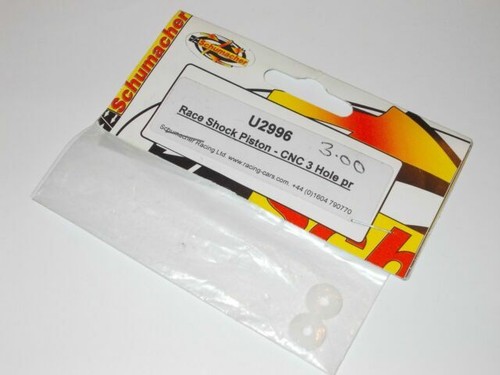 Schumacher
Schumacher
U2996
3.00
Race Shock Piston - CNC 3 Hole pr
Schumacher Racing Ltd. www.racing-cars.com. +44 (0)1604 790770